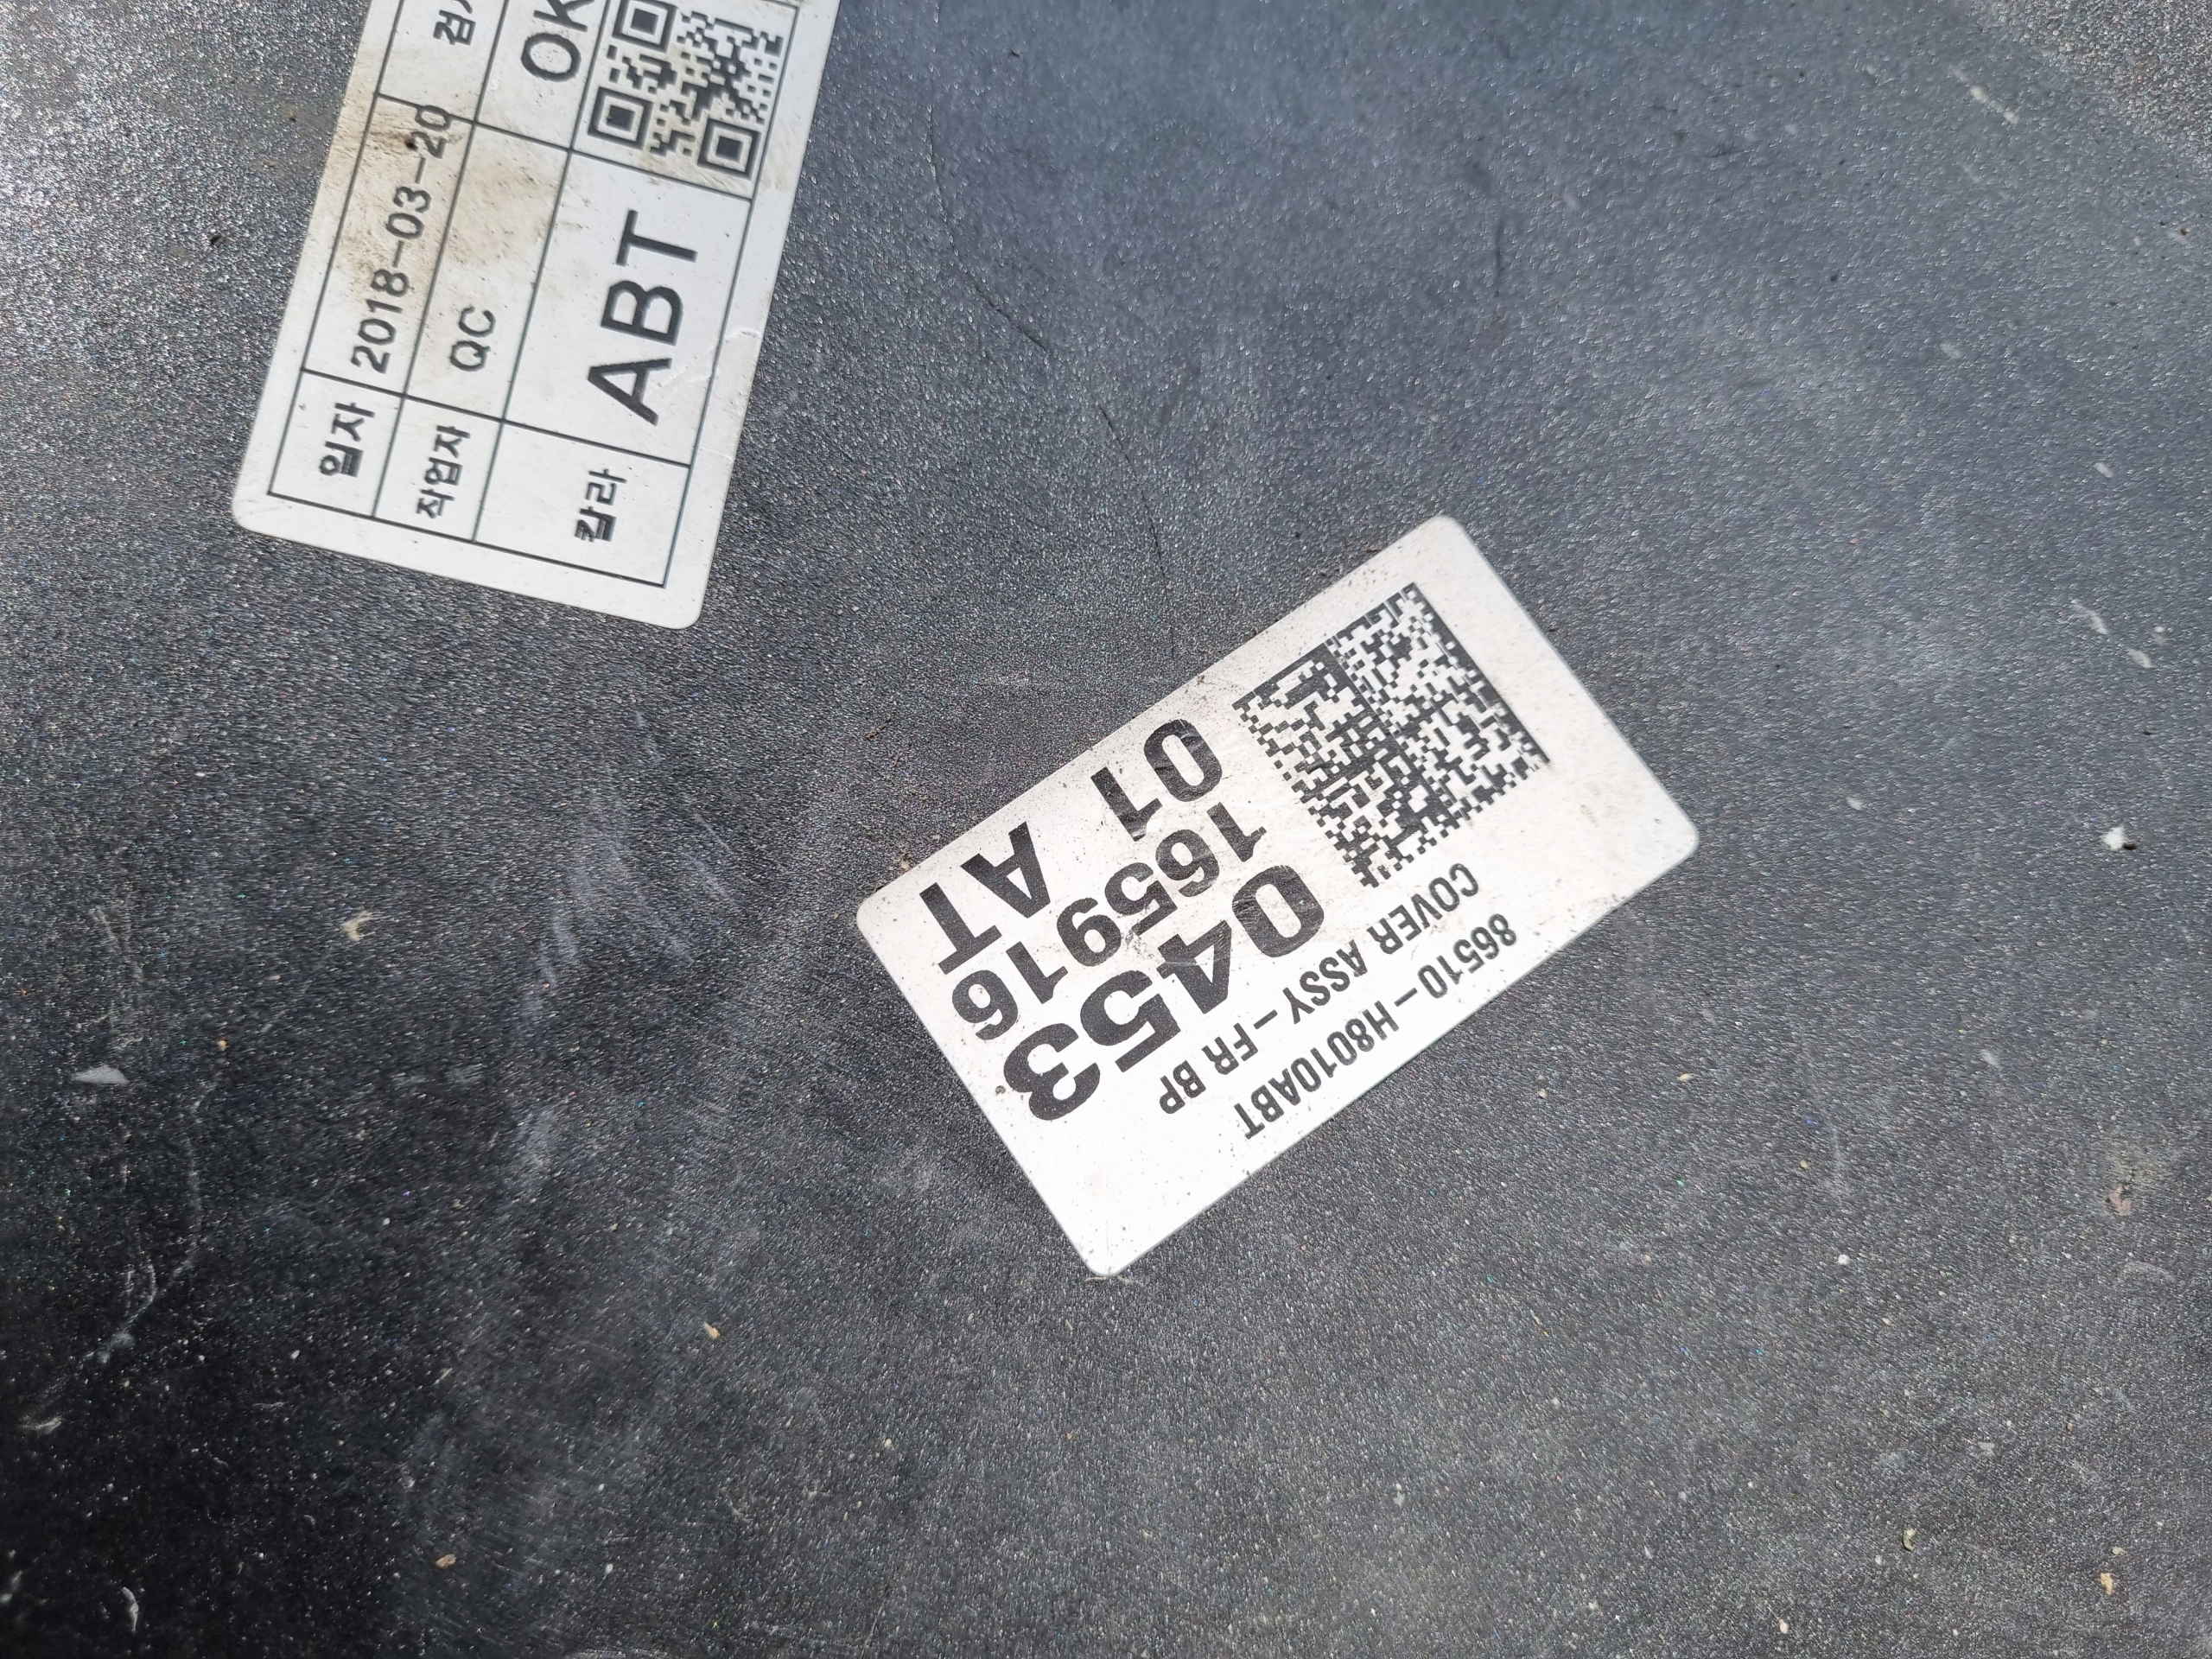 일자 2018-03-20
작업자 QC OK
칼라 ABT
86510-H8010ABT
COVER ASSY-FR BP
0453
165916
01 AT